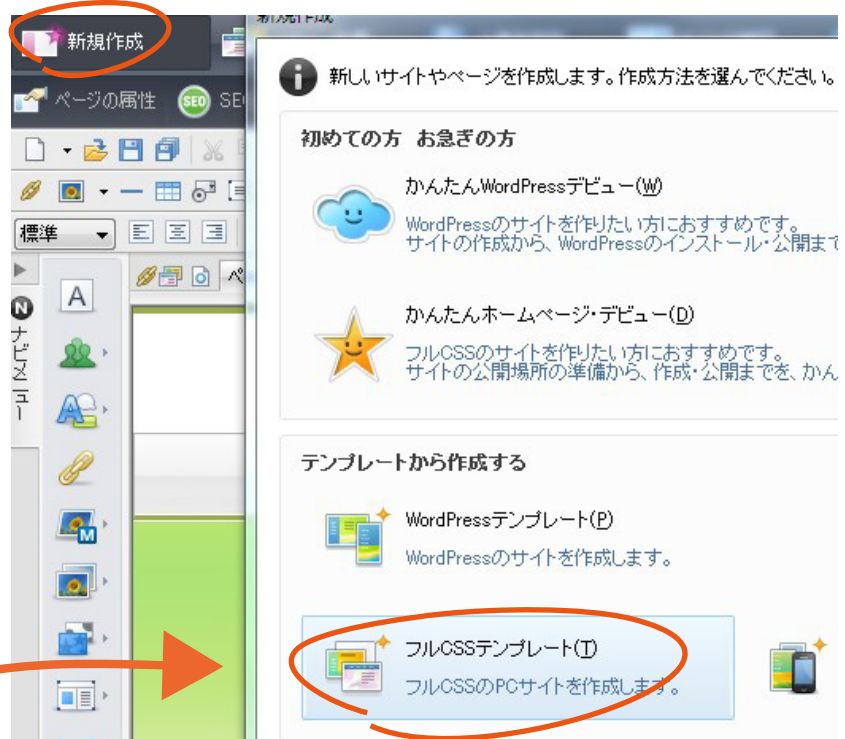 新規作成
新規作成
新しいサイトやページを作成します。作成方法を選んでください。
ページの属性
SEO
初めての方 お急ぎの方
かんたんWordPressデビュー(W)
WordPressのサイトを作りたい方におすすめです。
サイトの作成から、WordPressのインストール・公開まで
標準
かんたんホームページ・デビュー(D)
フルCSSのサイトを作りたい方におすすめです。
サイトの公開場所の準備から、作成・公開までを、かん
A
N
ナビメニュー
テンプレートから作成する
WordPressテンプレート(P)
WordPressのサイトを作成します。
M
フルCSSテンプレート(T)
フルCSSのPCサイトを作成します。